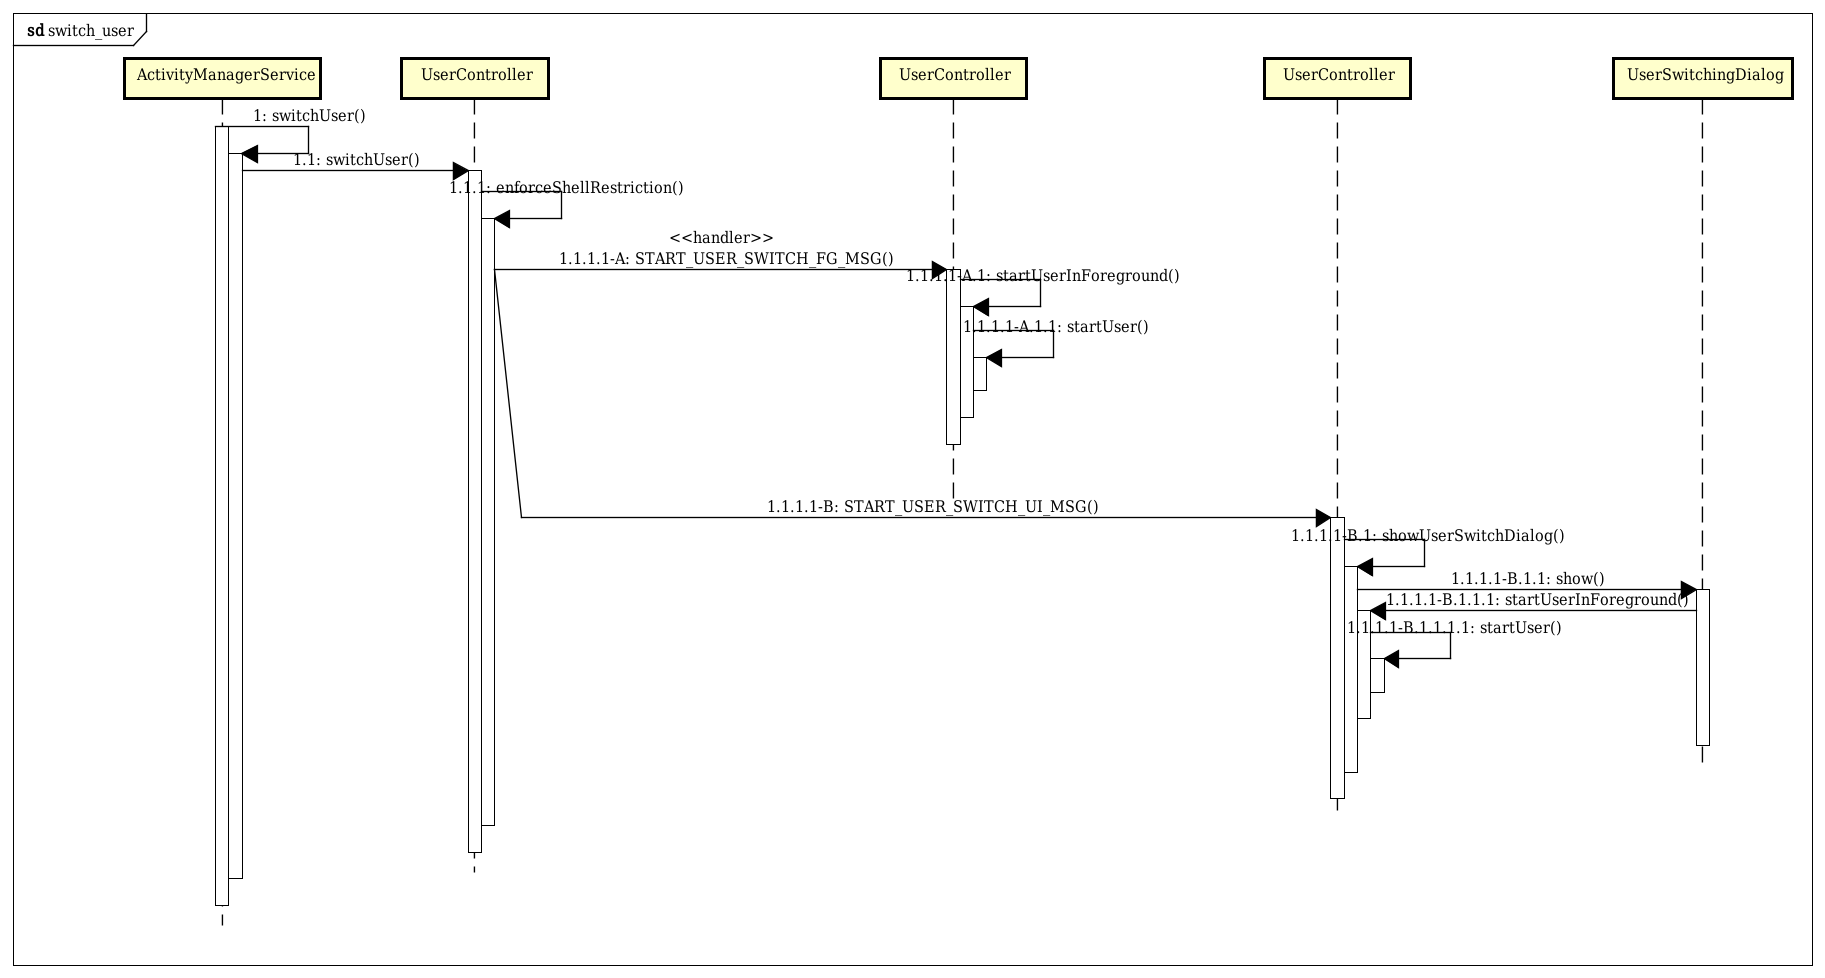 sd switch_user
ActivityManagerService
UserController
UserController
UserController
UserSwitchingDialog
1: switchUser()
1.1: switchUser()
1.1.1: enforceShellRestriction()
<<handler>>
1.1.1.1-A: START_USER_SWITCH_FG_MSG()
1.1.1.1-A.1: startUserInForeground()
1.1.1.1-A.1.1: startUser()
1.1.1.1-B: START_USER_SWITCH_UI_MSG()
1.1.1.1-B.1: showUserSwitchDialog()
1.1.1.1-B.1.1: show()
1.1.1.1-B.1.1.1: startUserInForeground()
1.1.1.1-B.1.1.1.1: startUser()